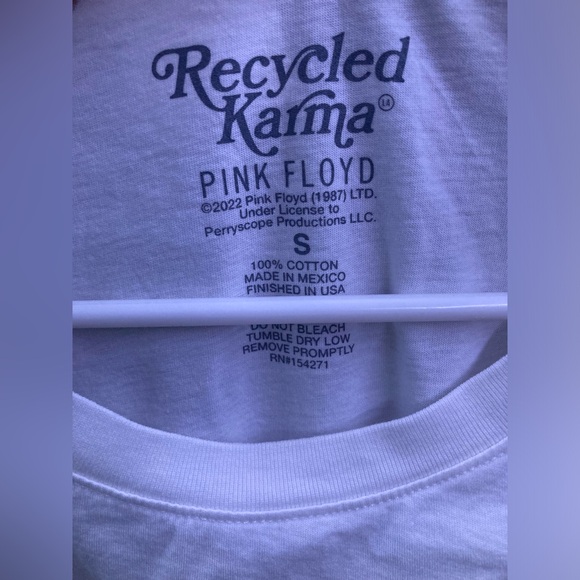 Recycled
Karma
LA
PINK FLOYD
©2022 Pink Floyd (1987) LTD.
Under License to
Perryscope Productions LLC.
S
100% COTTON
MADE IN MEXICO
FINISHED IN USA
DO NOT BLEACH
TUMBLE DRY LOW
REMOVE PROMPTLY
RN#154271